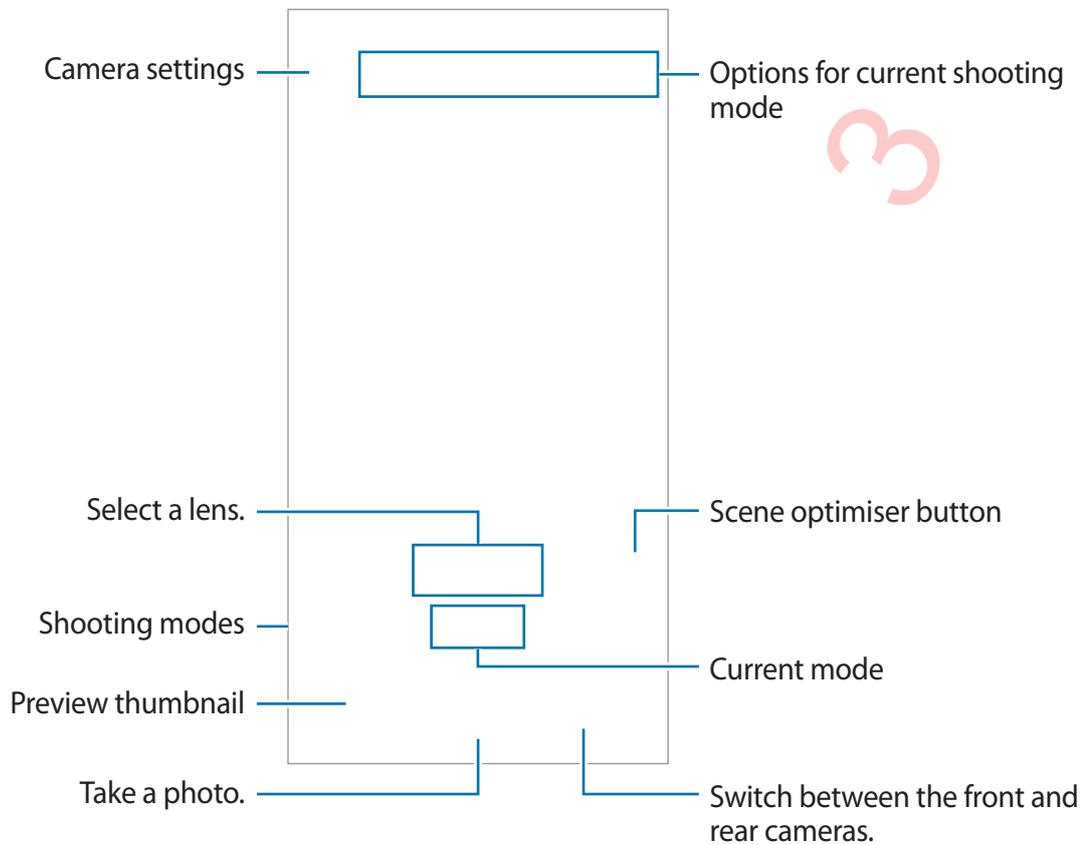 Camera settings
Options for current shooting
mode
3
Select a lens.
Scene optimiser button
Shooting modes
Current mode
Preview thumbnail
Take a photo.
Switch between the front and
rear cameras.